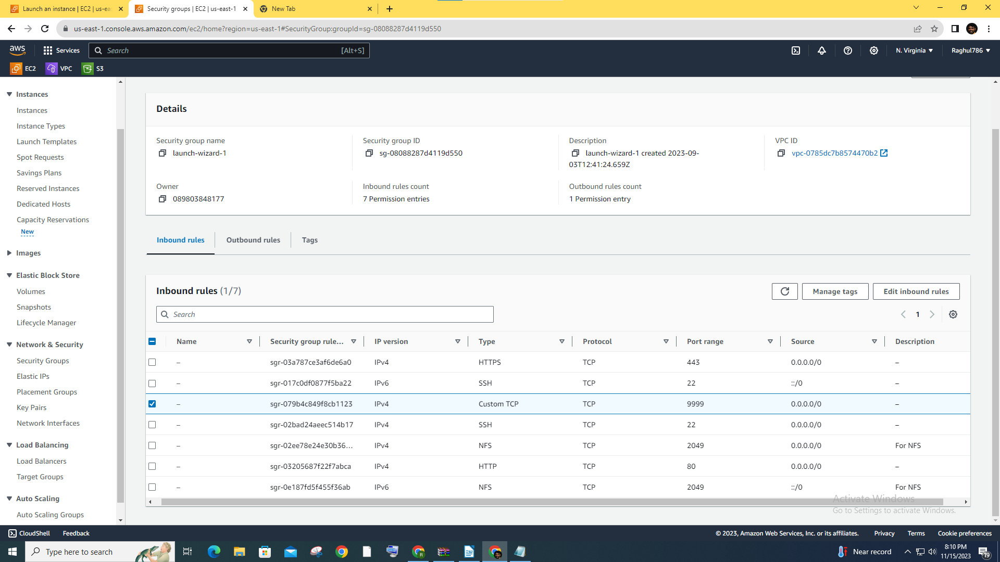 Launch an instance | EC2 | us-ea
Security groups | EC2 | us-east-1
New Tab
us-east-1.console.aws.amazon.com/ec2/home?region=us-east-1#SecurityGroup:groupId=sg-08088287d4119d550
aws
Services
Search
[Alt+S]
N. Virginia
Raghul786
EC2
VPC
S3
Instances
Instances
Instance Types
Launch Templates
Spot Requests
Savings Plans
Reserved Instances
Dedicated Hosts
Capacity Reservations
New
Images
Elastic Block Store
Volumes
Snapshots
Lifecycle Manager
Network & Security
Security Groups
Elastic IPs
Placement Groups
Key Pairs
Network Interfaces
Load Balancing
Load Balancers
Target Groups
Auto Scaling
Auto Scaling Groups
Details
Security group name
launch-wizard-1
Security group ID
sg-08088287d4119d550
Description
launch-wizard-1 created 2023-09-
03T12:41:24.659Z
VPC ID
vpc-0785dc7b8574470b2
Owner
089803848177
Inbound rules count
7 Permission entries
Outbound rules count
1 Permission entry
Inbound rules
Outbound rules
Tags
Inbound rules (1/7)
Manage tags
Edit inbound rules
Search
1
Name Security group rule... IP version Type Protocol Port range Source Description
– sgr-03a787ce3af6de6a0 IPv4 HTTPS TCP 443 0.0.0.0/0 –
– sgr-017c0df0877f5ba22 IPv6 SSH TCP 22 ::/0 –
– sgr-079b4c849f8cb1123 IPv4 Custom TCP TCP 9999 0.0.0.0/0 –
– sgr-02bad24aeec514b17 IPv4 SSH TCP 22 0.0.0.0/0 –
– sgr-02ee78e24e30b36... IPv4 NFS TCP 2049 0.0.0.0/0 For NFS
– sgr-03205687f22f7abca IPv4 HTTP TCP 80 0.0.0.0/0 –
– sgr-0e187fd5f455f36ab IPv6 NFS TCP 2049 ::/0 For NFS
Activate Windows
Go to Settings to activate Windows.
CloudShell
Feedback
© 2023, Amazon Web Services, Inc. or its affiliates.
Privacy
Terms
Cookie preferences
Type here to search
R
Near record
8:10 PM
11/15/2023
19